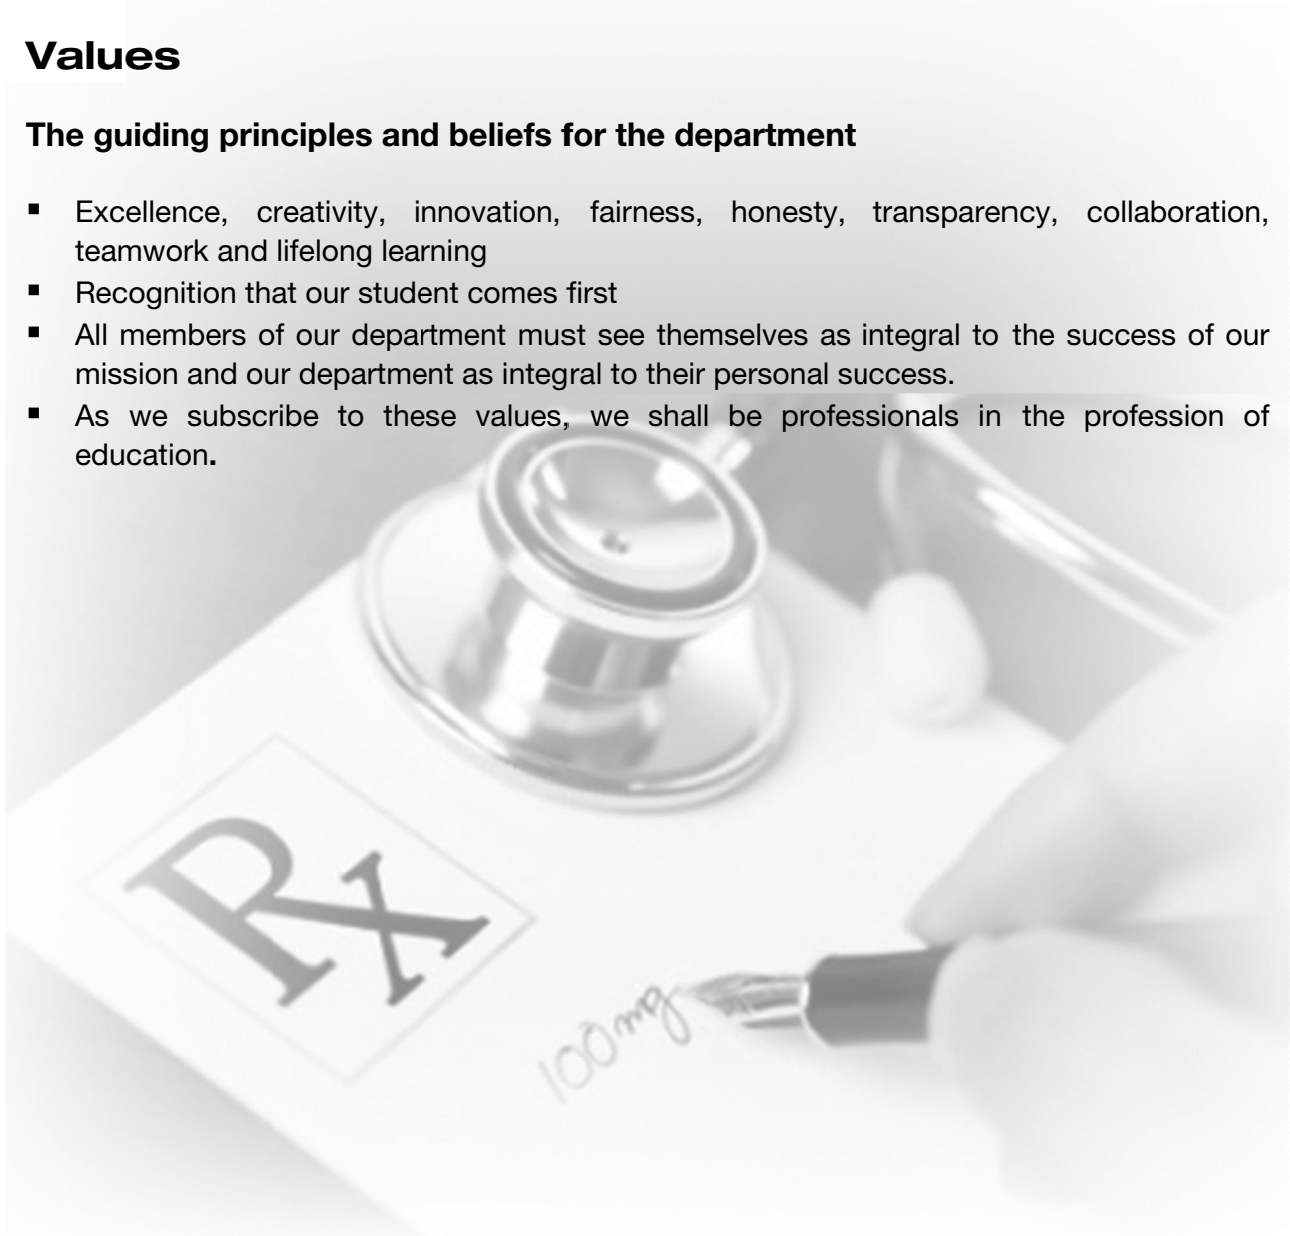 Values
The guiding principles and beliefs for the department
▪ Excellence, creativity, innovation, fairness, honesty, transparency, collaboration,
teamwork and lifelong learning
▪ Recognition that our student comes first
▪ All members of our department must see themselves as integral to the success of our
mission and our department as integral to their personal success.
▪ As we subscribe to these values, we shall be professionals in the profession of
education.
Rx
100mg